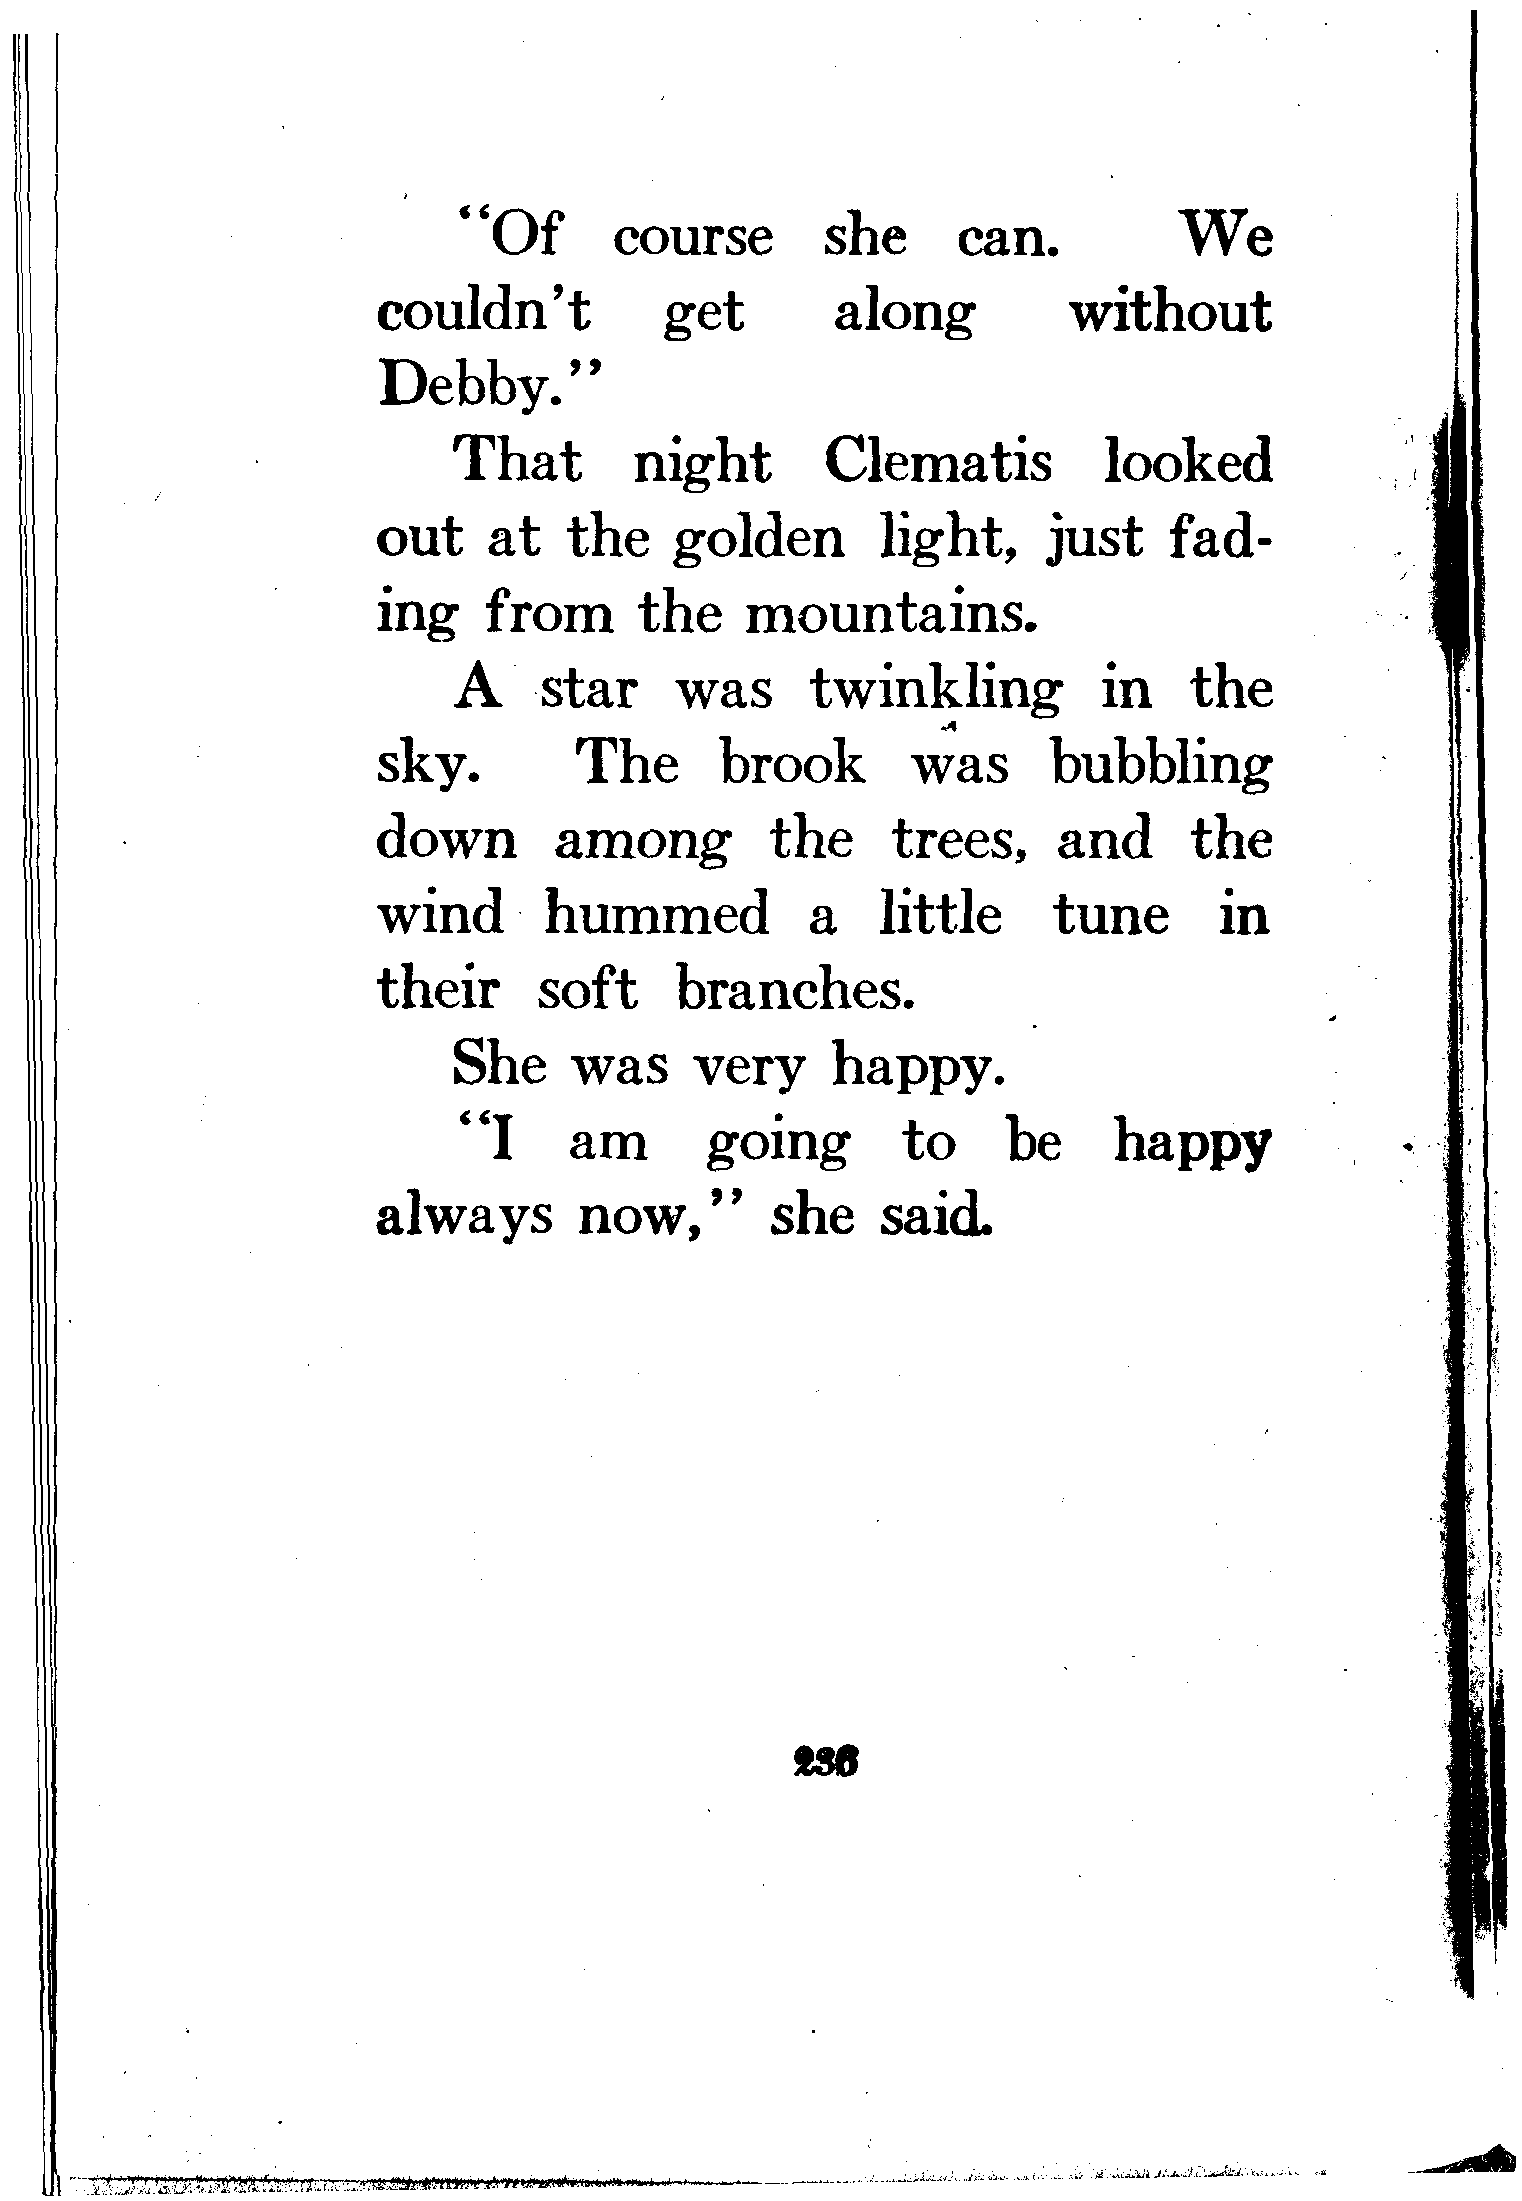 “Of course she can. We
couldn’t get along without
Debby.”
That night Clematis looked
out at the golden light, just fad-
ing from the mountains.
A star was twinkling in the
sky. The brook was bubbling
down among the trees, and the
wind hummed a little tune in
their soft branches.
She was very happy.
“I am going to be happy
always now,” she said.
236